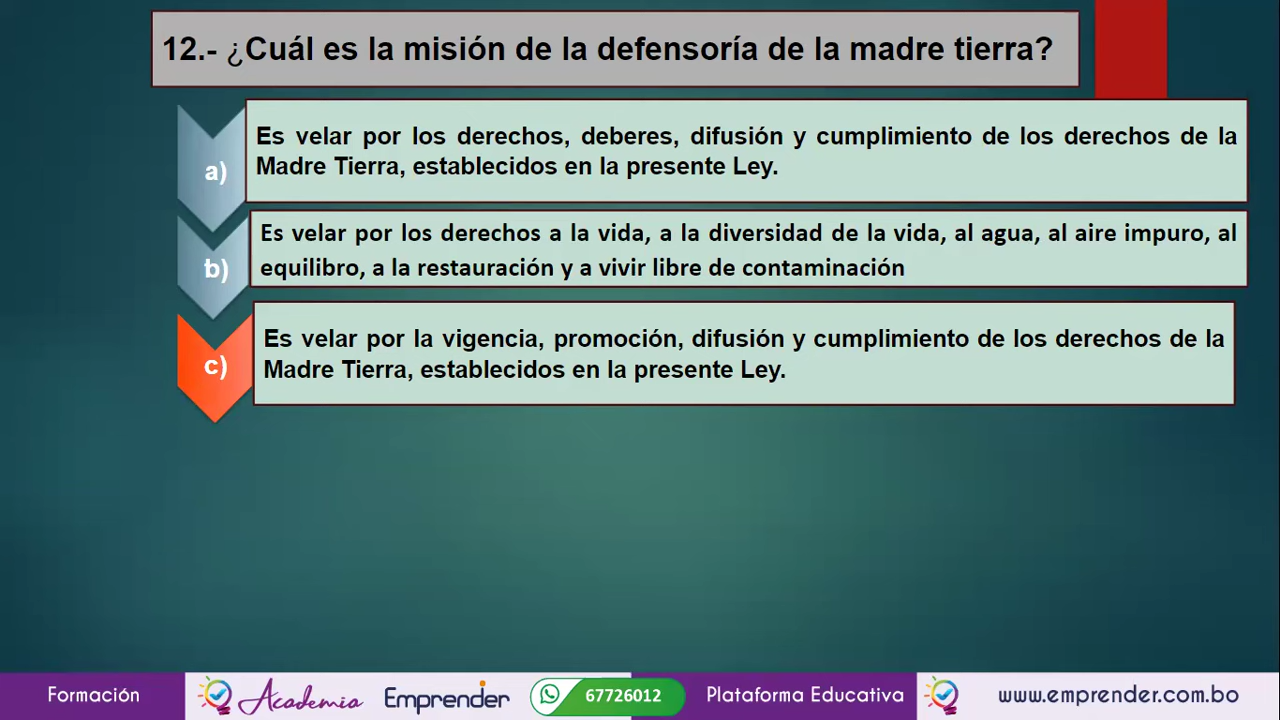 12.- ¿Cuál es la misión de la defensoría de la madre tierra?
a)
Es velar por los derechos, deberes, difusión y cumplimiento de los derechos de la
Madre Tierra, establecidos en la presente Ley.
b)
Es velar por los derechos a la vida, a la diversidad de la vida, al agua, al aire impuro, al
equilibro, a la restauración y a vivir libre de contaminación
c)
Es velar por la vigencia, promoción, difusión y cumplimiento de los derechos de la
Madre Tierra, establecidos en la presente Ley.
Formación
Academia Emprender
67726012
Plataforma Educativa
www.emprender.com.bo